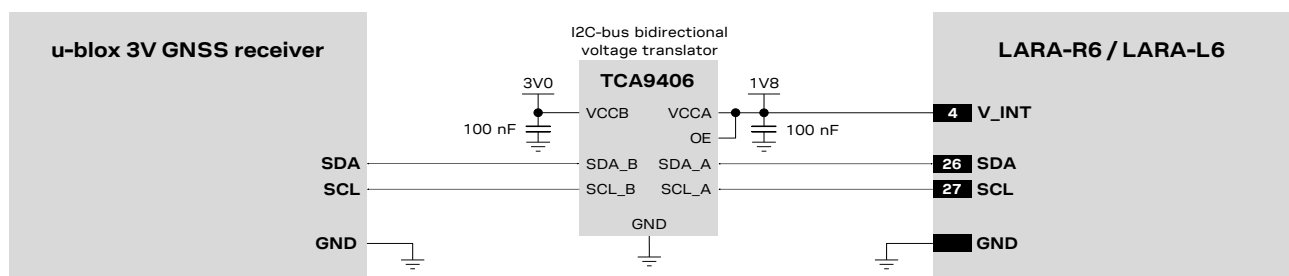 I2C-bus bidirectional
voltage translator
u-blox 3V GNSS receiver
TCA9406
LARA-R6 / LARA-L6
3V0
1V8
VCCB
VCCA
4 V_INT
100 nF
OE
100 nF
SDA
SDA_B
SDA_A
26 SDA
SCL
SCL_B
SCL_A
27 SCL
GND
GND
GND